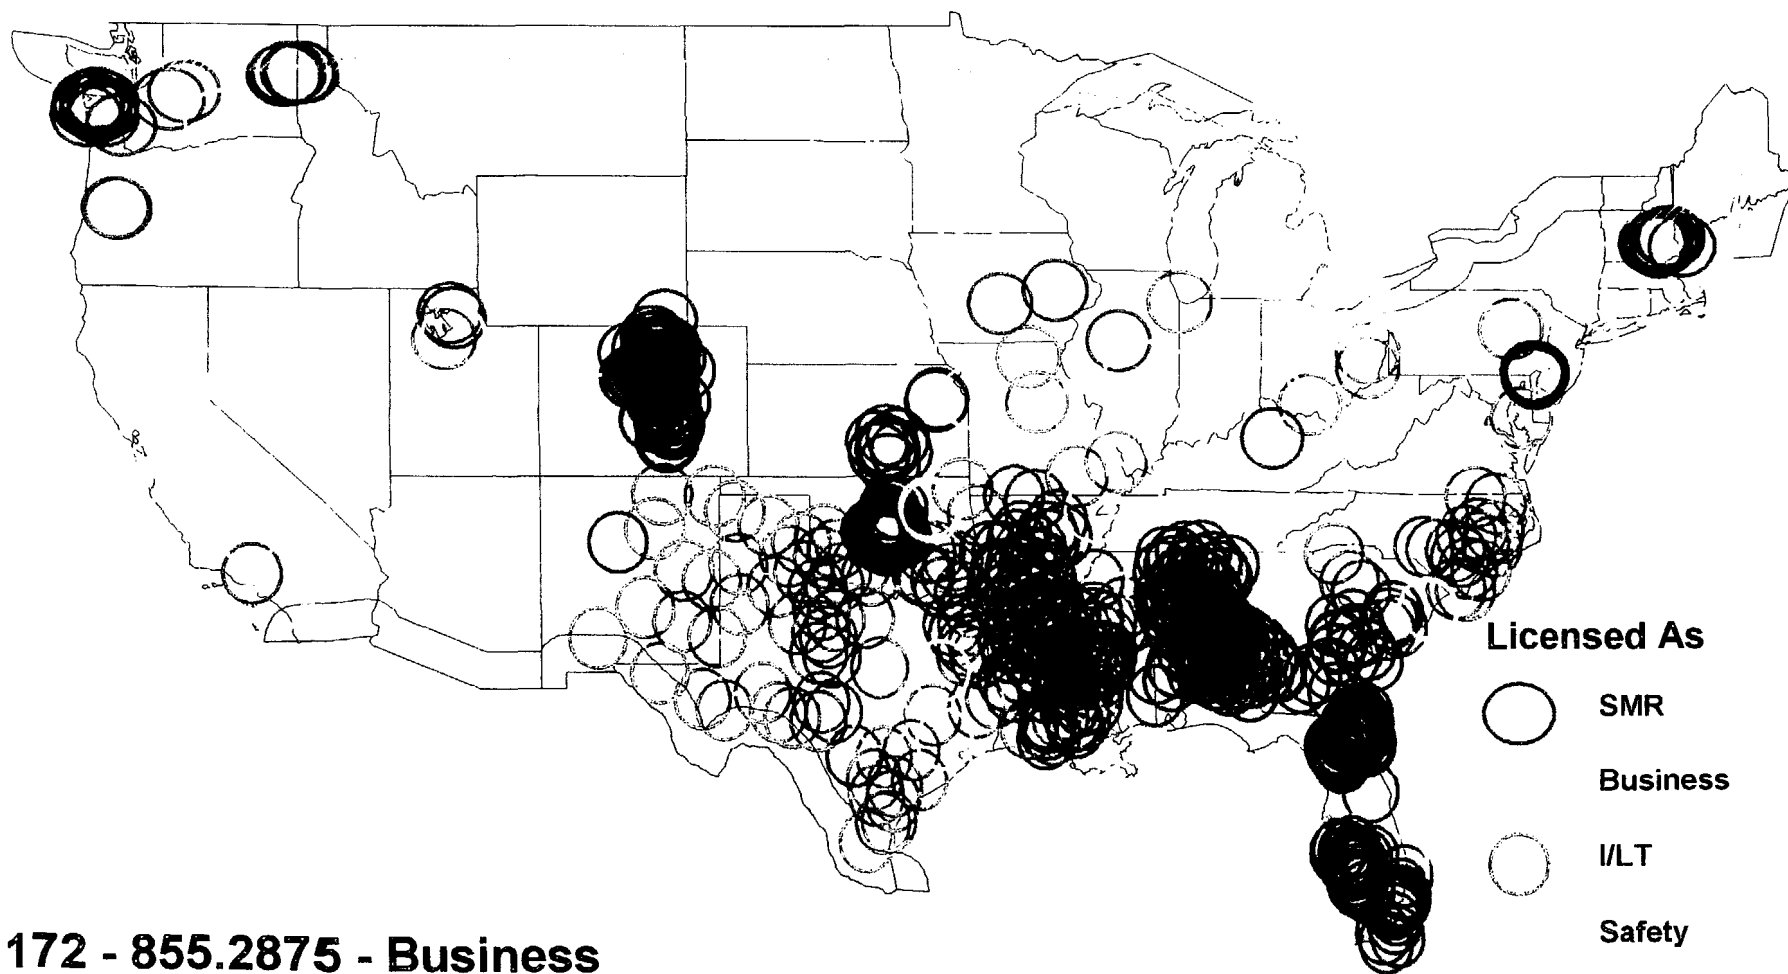 Licensed As
SMR
Business
I/LT
Safety
172 - 855.2875 - Business